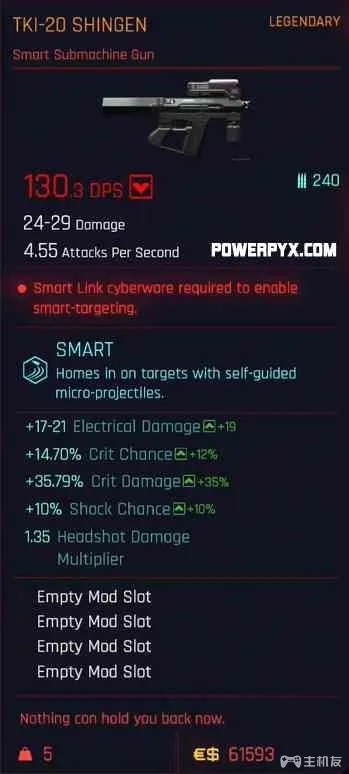 TKI-20 SHINGEN
LEGENDARY
Smart Submachine Gun
130.3 DPS
240
24-29 Damage
4.55 Attacks Per Second
POWERPYX.COM
Smart Link cyberware required to enable
smart-targeting.
SMART
Homes in on targets with self-guided
micro-projectiles.
+17-21 Electrical Damage +19
+14.70% Crit Chance +12%
+35.79% Crit Damage +35%
+10% Shock Chance +10%
1.35 Headshot Damage
Multiplier
Empty Mod Slot
Empty Mod Slot
Empty Mod Slot
Empty Mod Slot
Nothing can hold you back now.
5
€$ 61593
主机友